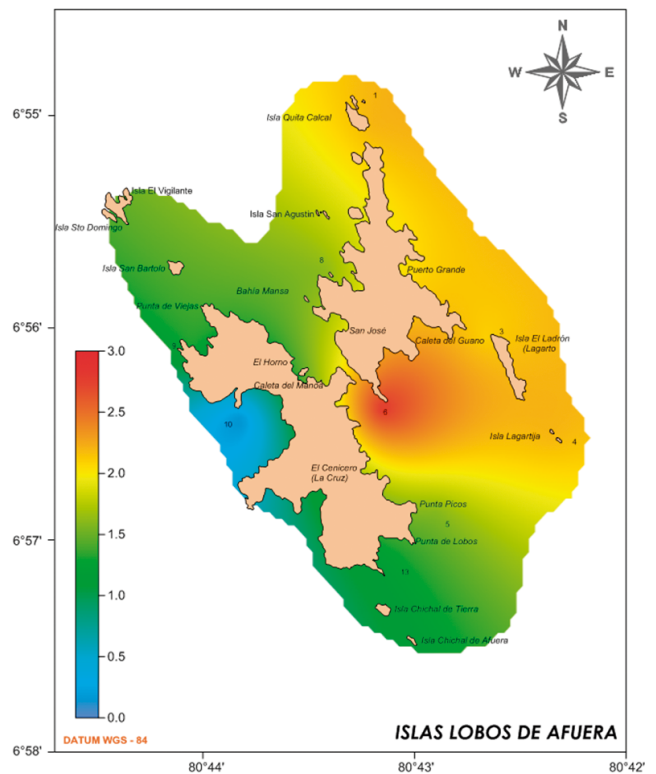 N
W E
S
6°55'
1
Isla Quita Calcal
Isla El Vigilante
Isla San Agustin
Isla Sto Domingo
8
Isla San Bartolo
Puerto Grande
Bahía Mansa
Punta de Viejas
6°56'
San José
3
Caleta del Guano
Isla El Ladrón
(Lagarto
El Horno
Caleta del Manoa
3.0
2.5
2.0
1.5
1.0
0.5
0.0
6
10
Isla Lagartija
4
El Cenicero
(La Cruz)
Punta Picos
5
6°57'
Punta de Lobos
13
Isla Chichal de Tierra
Isla Chichal de Afuera
DATUM WGS - 84
ISLAS LOBOS DE AFUERA
6°58'
80°44'
80°43'
80°42'